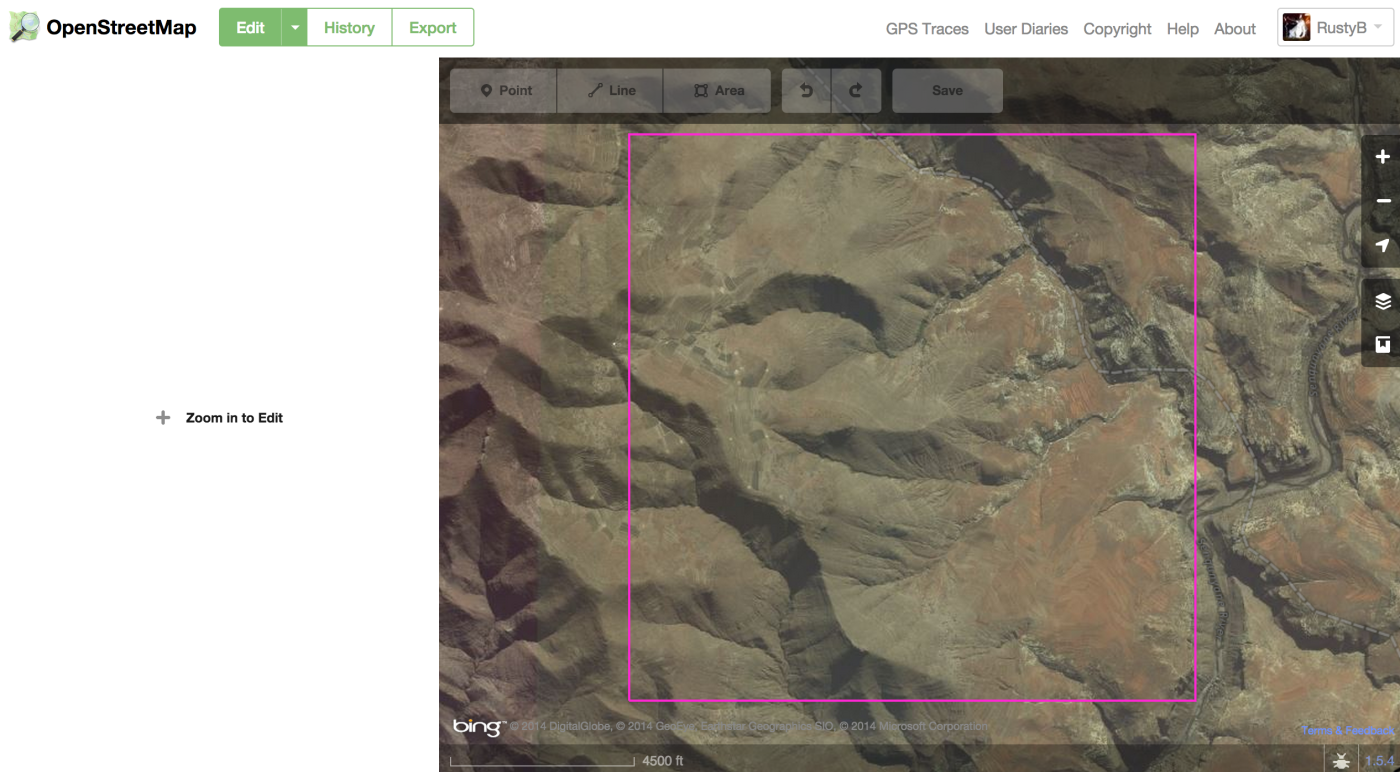 OpenStreetMap
Edit
History
Export
GPS Traces
User Diaries
Copyright
Help
About
RustyB
Point
Line
Area
Save
Zoom in to Edit
bing™ © 2014 DigitalGlobe, © 2014 GeoEye, Earthstar Geographics SIO, © 2014 Microsoft Corporation
Terms & Feedback
4500 ft
1.5.4